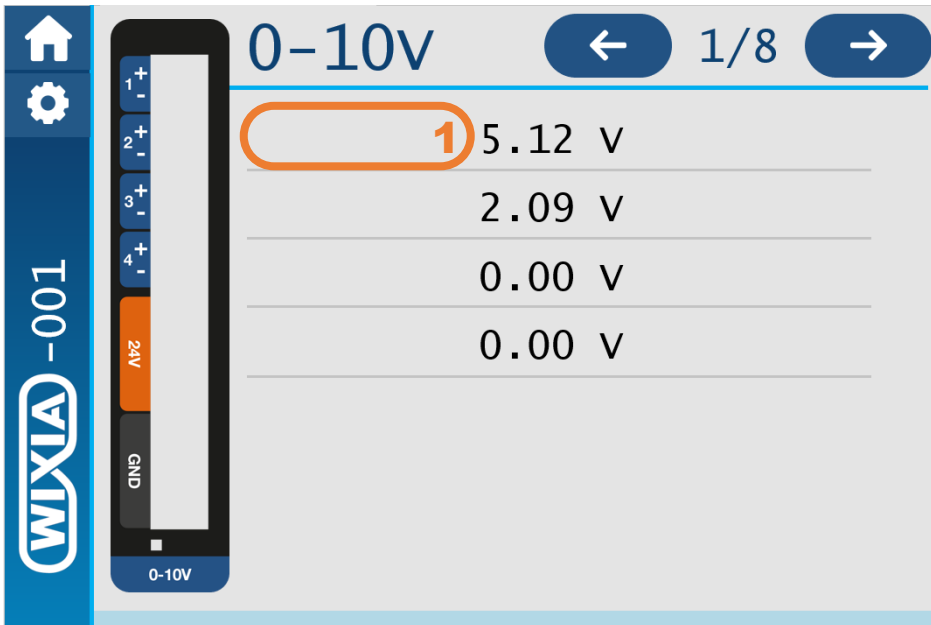 0-10V
1/8
1+
-
2+
-
3+
-
4+
-
24V
GND
0-10V
1
5.12 V
2.09 V
0.00 V
0.00 V
WIXIA -001